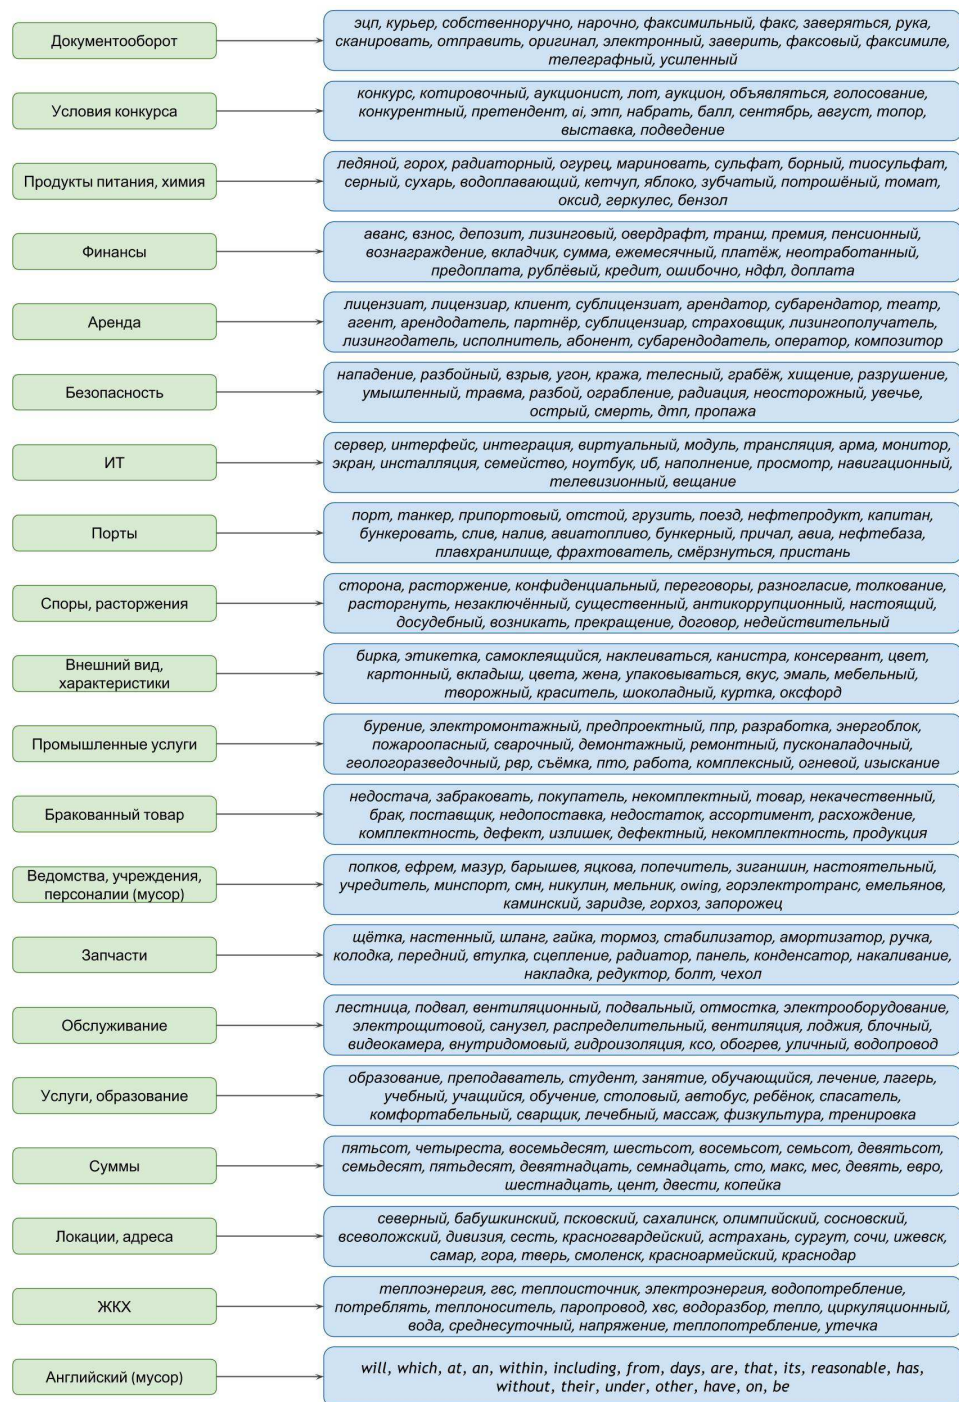 Документооборот
эцп, курьер, собственноручно, нарочно, факсимильный, факс, заверяться, рука,
сканировать, отправить, оригинал, электронный, заверить, факсовый, факсимиле,
телеграфный, усиленный
Условия конкурса
конкурс, котировочный, аукционист, лот, аукцион, объявляться, голосование,
конкурентный, претендент, ai, этп, набрать, балл, сентябрь, август, топор,
выставка, подведение
Продукты питания, химия
ледяной, горох, радиаторный, огурец, мариновать, сульфат, борный, тиосульфат,
серный, сухарь, водоплавающий, кетчуп, яблоко, зубчатый, потрошёный, томат,
оксид, геркулес, бензол
Финансы
аванс, взнос, депозит, лизинговый, овердрафт, транш, премия, пенсионный,
вознаграждение, вкладчик, сумма, ежемесячный, платёж, неотработанный,
предоплата, рублёвый, кредит, ошибочно, ндфл, доплата
Аренда
лицензиат, лицензиар, клиент, сублицензиат, арендатор, субарендатор, театр,
агент, арендодатель, партнёр, сублицензиар, страховщик, лизингополучатель,
лизингодатель, исполнитель, абонент, субарендодатель, оператор, композитор
Безопасность
нападение, разбойный, взрыв, угон, кража, телесный, грабёж, хищение, разрушение,
умышленный, травма, разбой, ограбление, радиация, неосторожный, увечье,
острый, смерть, дтп, пропажа
ИТ
сервер, интерфейс, интеграция, виртуальный, модуль, трансляция, арма, монитор,
экран, инсталляция, семейство, ноутбук, иб, наполнение, просмотр, навигационный,
телевизионный, вещание
Порты
порт, танкер, припортовый, отстой, грузить, поезд, нефтепродукт, капитан,
бункеровать, слив, налив, авиатопливо, бункерный, причал, авиа, нефтебаза,
плавхранилище, фрахтователь, смёрзнуться, пристань
Споры, расторжения
сторона, расторжение, конфиденциальный, переговоры, разногласие, толкование,
расторгнуть, незаключённый, существенный, антикоррупционный, настоящий,
досудебный, возникать, прекращение, договор, недействительный
Внешний вид,
характеристики
бирка, этикетка, самоклеящийся, наклеиваться, канистра, консервант, цвет,
картонный, вкладыш, цвета, жена, упаковываться, вкус, эмаль, мебельный,
творожный, краситель, шоколадный, куртка, оксфорд
Промышленные услуги
бурение, электромонтажный, предпроектный, ппр, разработка, энергоблок,
пожароопасный, сварочный, демонтажный, ремонтный, пусконаладочный,
геологоразведочный, рвр, съёмка, пто, работа, комплексный, огневой, изыскание
Бракованный товар
недостача, забраковать, покупатель, некомплектный, товар, некачественный,
брак, поставщик, недопоставка, недостаток, ассортимент, расхождение,
комплектность, дефект, излишек, дефектный, некомплектность, продукция
Ведомства, учреждения,
персоналии (мусор)
попков, ефрем, мазур, барышев, яцкова, попечитель, зиганшин, настоятельный,
учредитель, минспорт, смн, никулин, мельник, owing, горэлектротранс, емельянов,
каминский, заридзе, горхоз, запорожец
Запчасти
щётка, настенный, шланг, гайка, тормоз, стабилизатор, амортизатор, ручка,
колодка, передний, втулка, сцепление, радиатор, панель, конденсатор, накаливание,
накладка, редуктор, болт, чехол
Обслуживание
лестница, подвал, вентиляционный, подвальный, отмостка, электрооборудование,
электрощитовой, санузел, распределительный, вентиляция, лоджия, блочный,
видеокамера, внутридомовый, гидроизоляция, ксо, обогрев, уличный, водопровод
Услуги, образование
образование, преподаватель, студент, занятие, обучающийся, лечение, лагерь,
учебный, учащийся, обучение, столовый, автобус, ребёнок, спасатель,
комфортабельный, сварщик, лечебный, массаж, физкультура, тренировка
Суммы
пятьсот, четыреста, восемьдесят, шестьсот, восемьсот, семьсот, девятьсот,
семьдесят, пятьдесят, девятнадцать, семнадцать, сто, макс, мес, девять, евро,
шестнадцать, цент, двести, копейка
Локации, адреса
северный, бабушкинский, псковский, сахалинск, олимпийский, сосновский,
всеволожский, дивизия, сесть, красногвардейский, астрахань, сургут, сочи, ижевск,
самар, гора, тверь, смоленск, красноармейский, краснодар
ЖКХ
теплоэнергия, гвс, теплоисточник, электроэнергия, водопотребление,
потреблять, теплоноситель, паропровод, хвс, водоразбор, тепло, циркуляционный,
вода, среднесуточный, напряжение, теплопотребление, утечка
Английский (мусор)
will, which, at, an, within, including, from, days, are, that, its, reasonable, has,
without, their, under, other, have, on, be